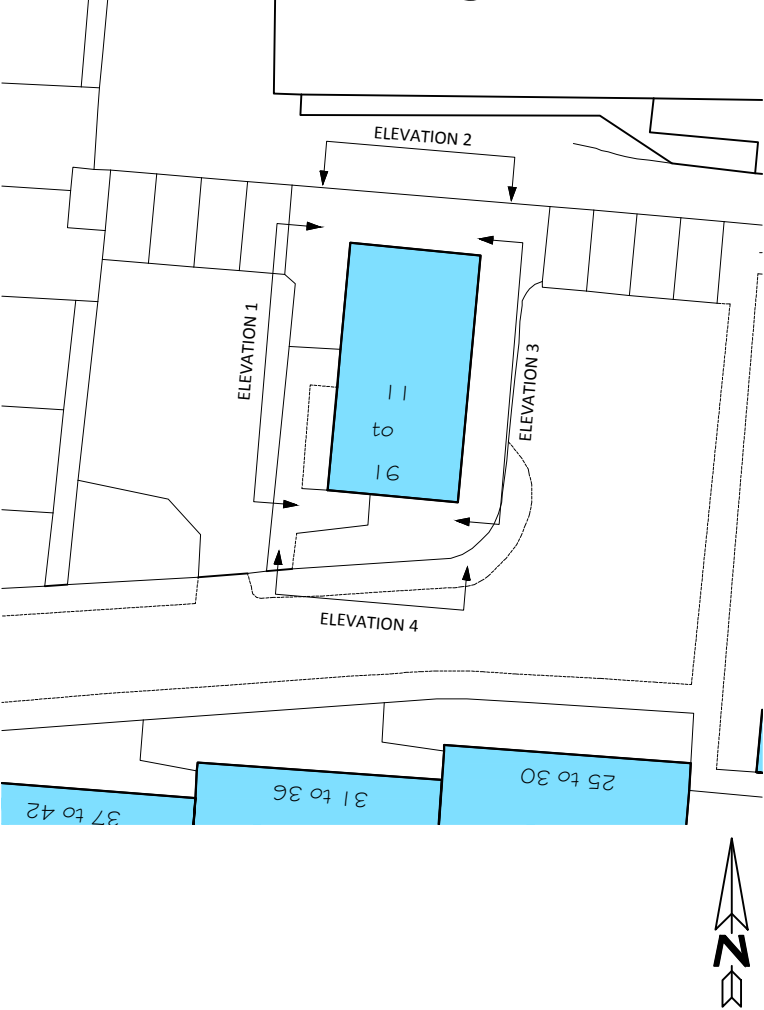 ELEVATION 2
ELEVATION 1
ELEVATION 3
11
to
16
ELEVATION 4
25 to 30
31 to 36
37 to 42
N